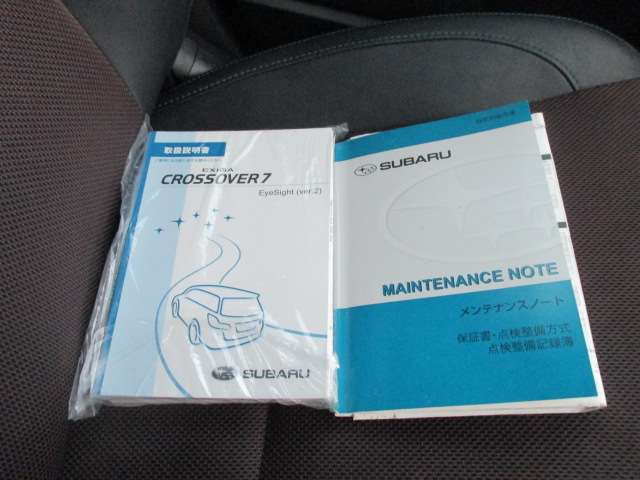 取扱説明書
EXIGA
CROSSOVER 7
EyeSight (ver.2)
SUBARU
SUBARU
MAINTENANCE NOTE
メンテナンスノート
保証書・点検整備方式
点検整備記録簿